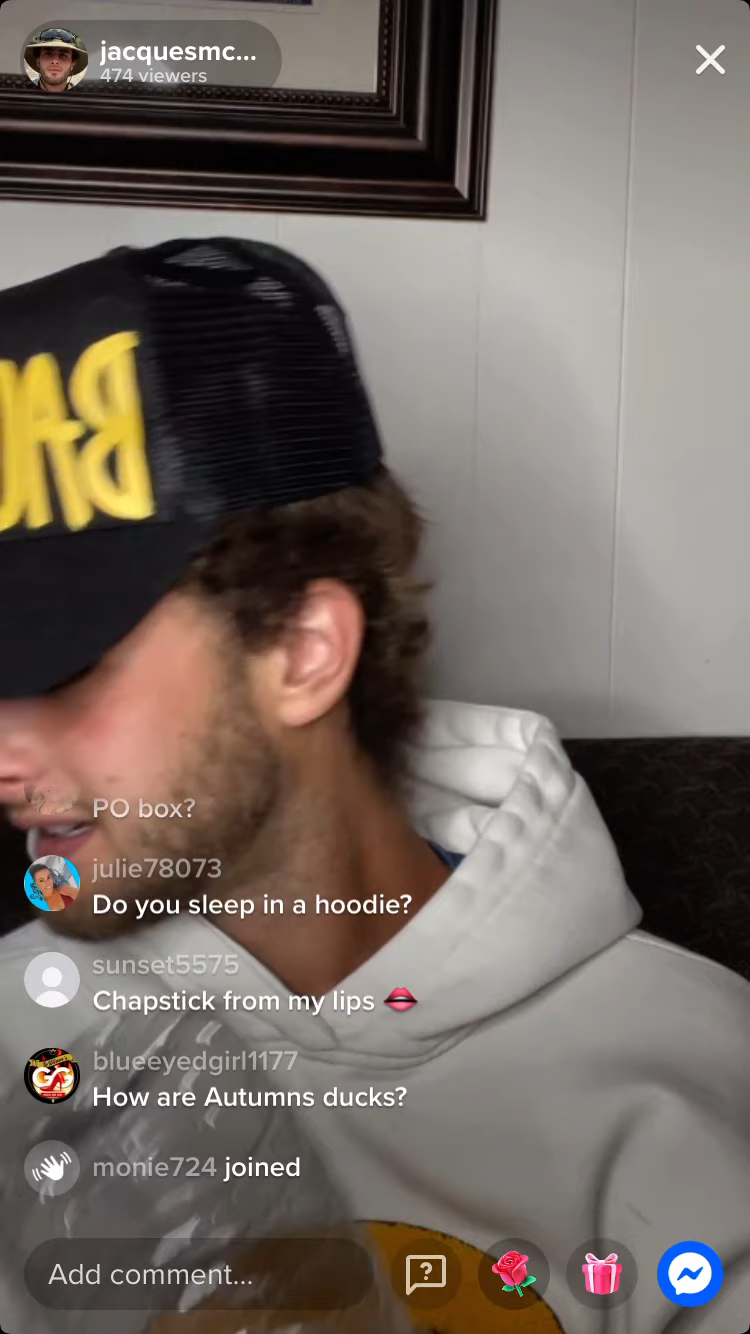 jacquesmc...
474 viewers
PO box?
julie78073
Do you sleep in a hoodie?
sunset5575
Chapstick from my lips 👄
blueeyedgirl1177
How are Autumns ducks?
monie724 joined
Add comment...